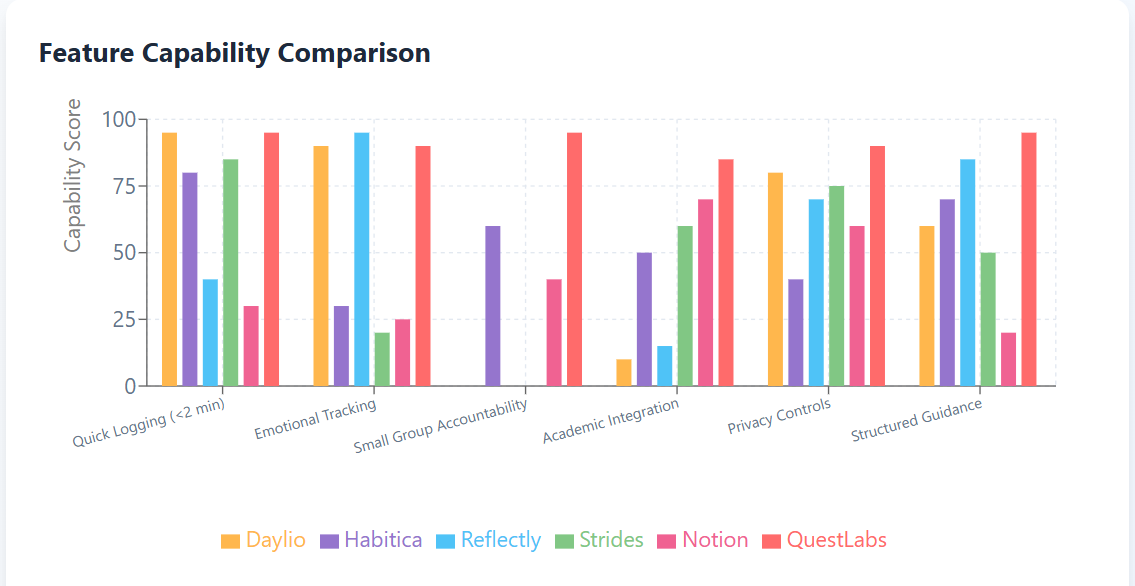 Feature Capability Comparison
Capability Score
100
75
50
25
0
Quick Logging (<2 min)
Emotional Tracking
Small Group Accountability
Academic Integration
Privacy Controls
Structured Guidance
Daylio Habitica Reflectly Strides Notion QuestLabs